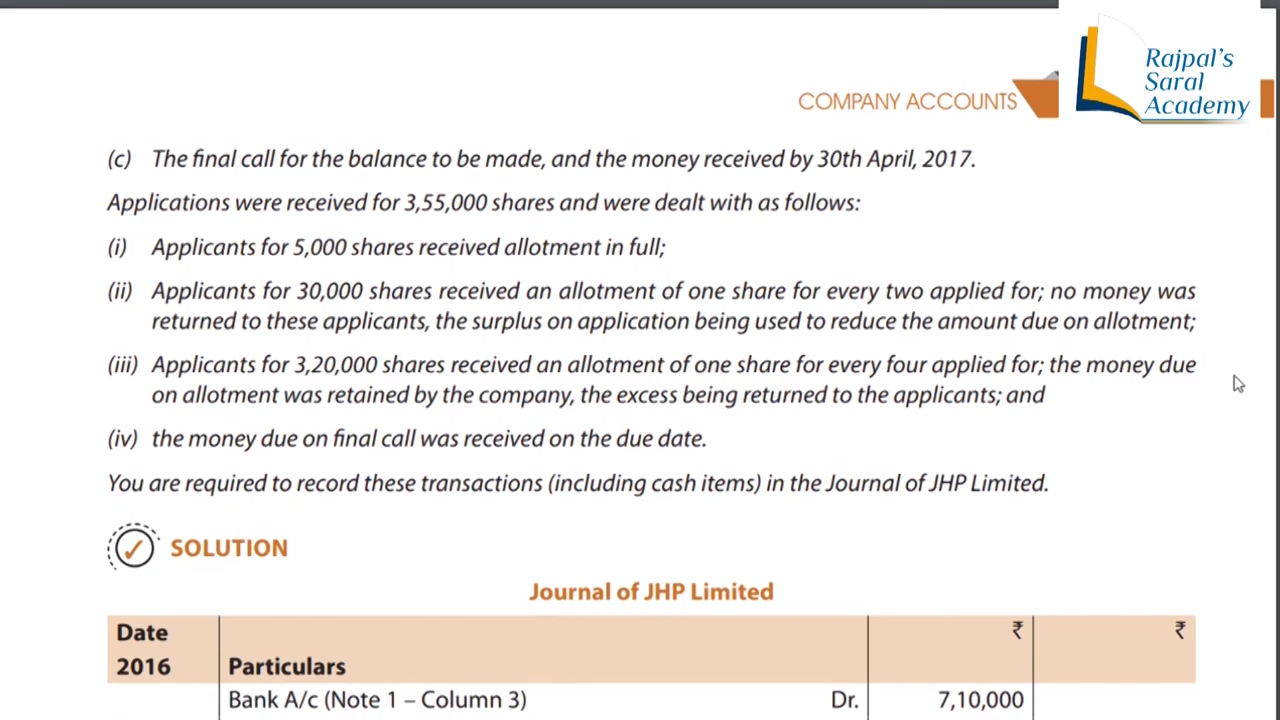 Rajpal's
Saral
Academy
COMPANY ACCOUNTS
(c) The final call for the balance to be made, and the money received by 30th April, 2017.
Applications were received for 3,55,000 shares and were dealt with as follows:
(i) Applicants for 5,000 shares received allotment in full;
(ii) Applicants for 30,000 shares received an allotment of one share for every two applied for; no money was
returned to these applicants, the surplus on application being used to reduce the amount due on allotment;
(iii) Applicants for 3,20,000 shares received an allotment of one share for every four applied for; the money due
on allotment was retained by the company, the excess being returned to the applicants; and
(iv) the money due on final call was received on the due date.
You are required to record these transactions (including cash items) in the Journal of JHP Limited.
SOLUTION
Journal of JHP Limited
Date ₹ ₹
2016 Particulars
Bank A/c (Note 1 – Column 3) Dr. 7,10,000